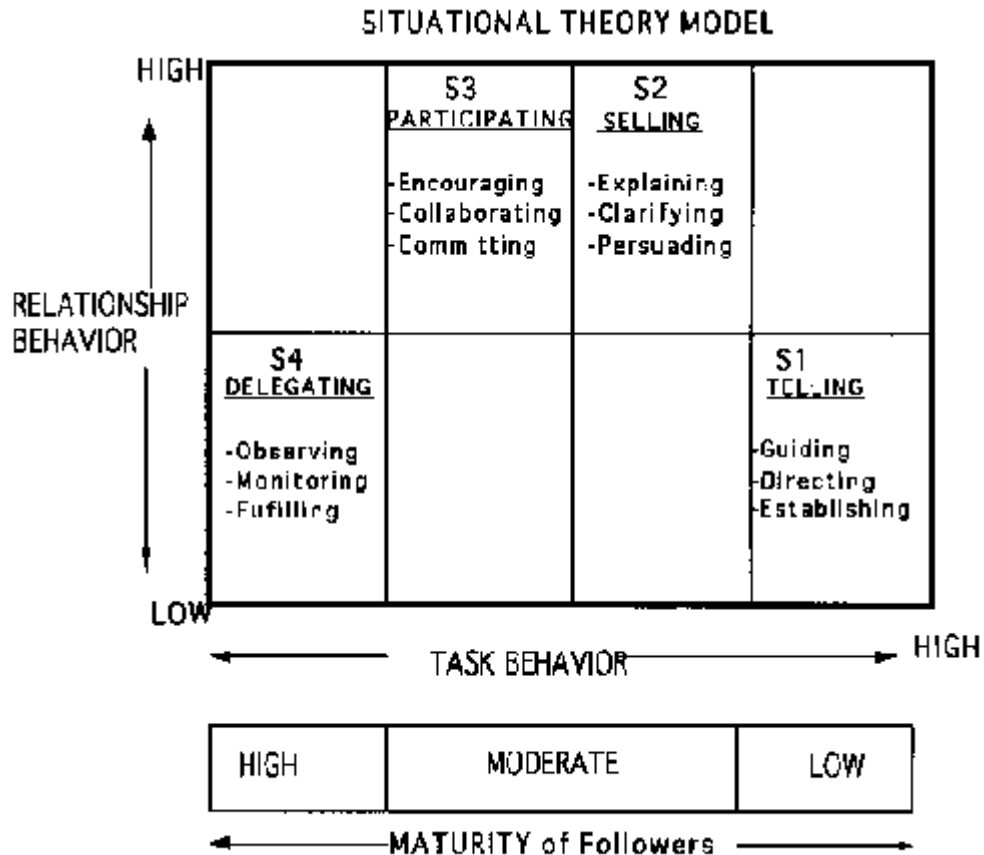 SITUATIONAL THEORY MODEL
HIGH
S3
PARTICIPATING
-Encouraging
-Collaborating
-Comm tting
S2
SELLING
-Explaining
-Clarifying
-Persuading
RELATIONSHIP
BEHAVIOR
S4
DELEGATING
-Observing
-Monitoring
-Fufilling
S1
TELLING
-Guiding
-Directing
-Establishing
LOW
TASK BEHAVIOR
HIGH
HIGH
MODERATE
LOW
MATURITY of Followers